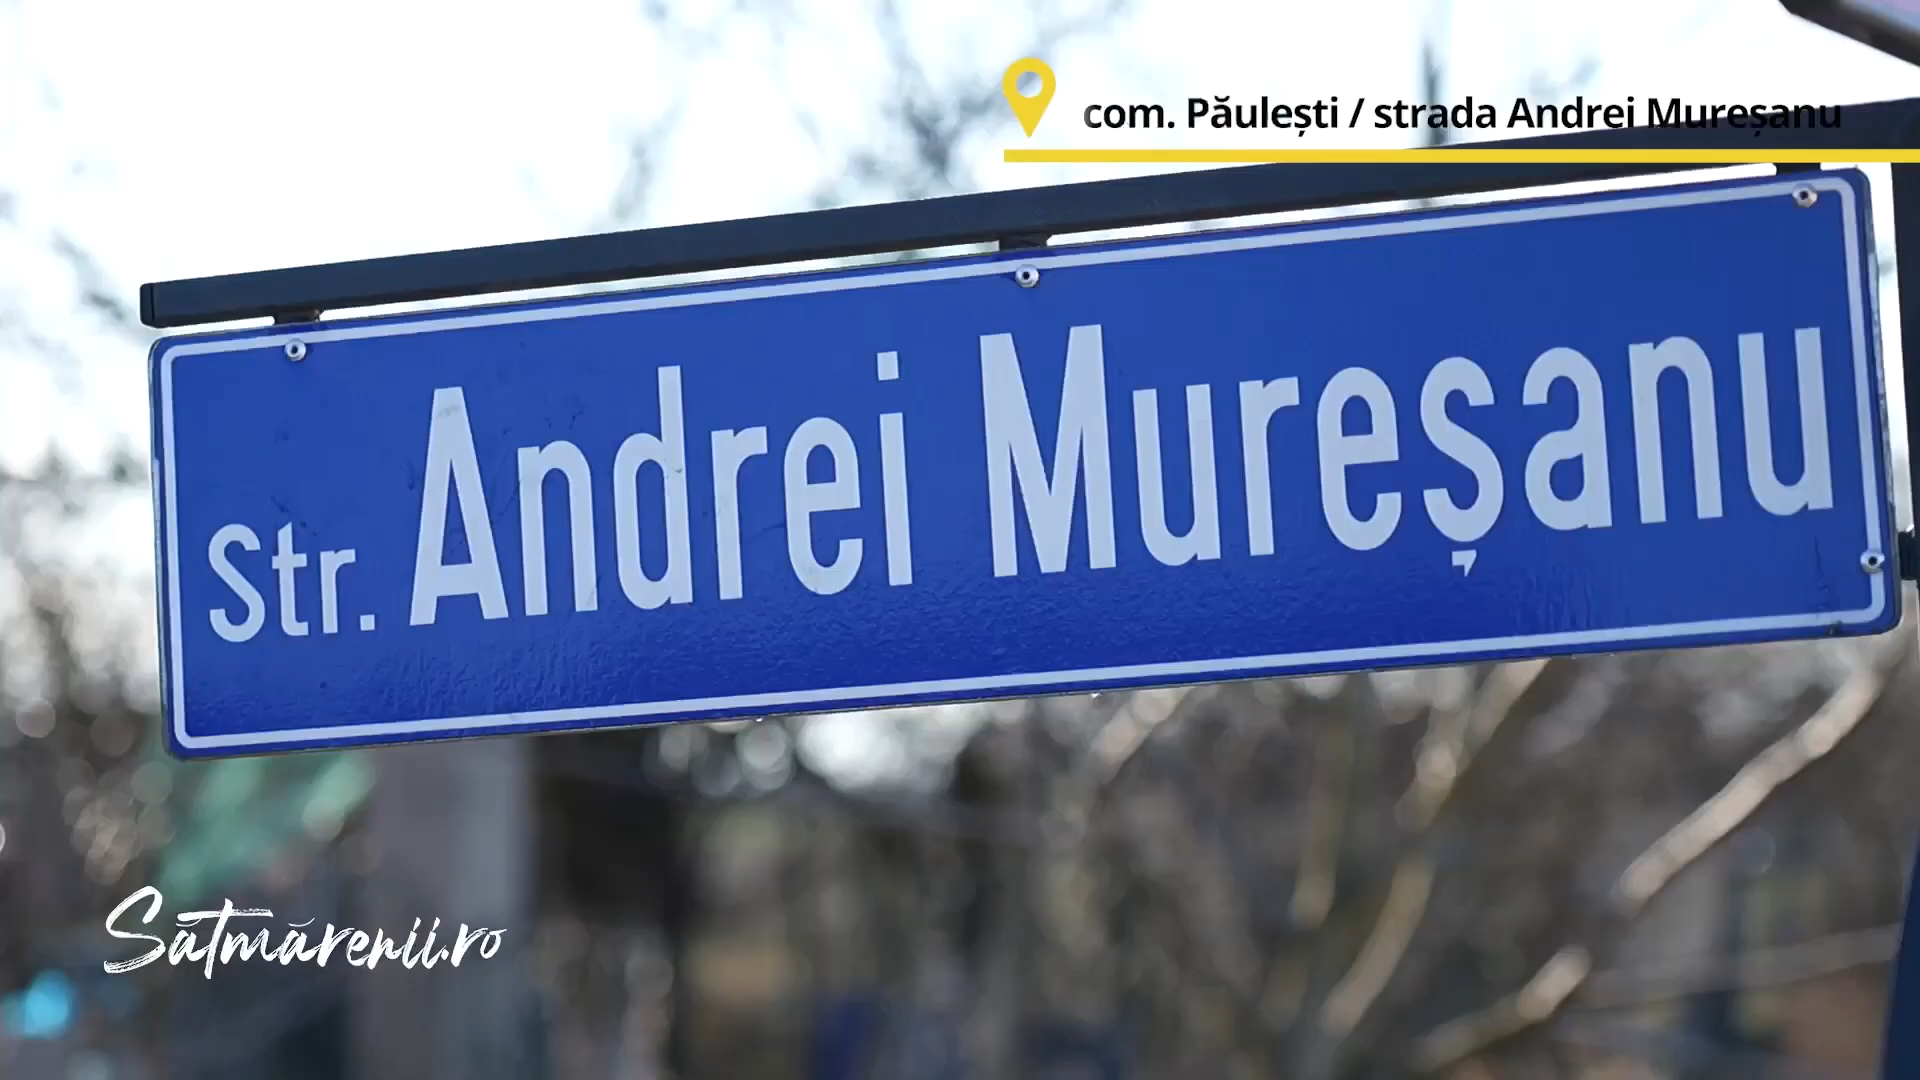 com. Păulești / strada Andrei Mureșanu
Str. Andrei Mureșanu
Sătmărenii.ro